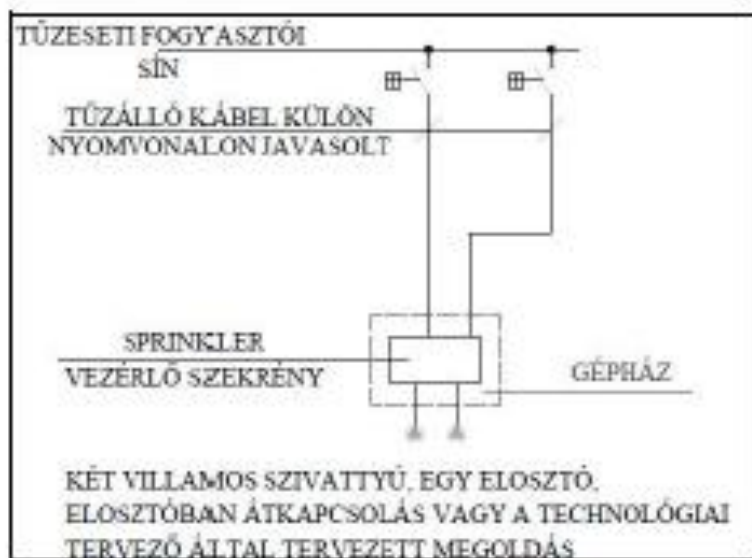 TŰZESETI FOGYASZTÓI
SÍN
TŰZÁLLÓ KÁBEL KÜLÖN
NYOMVONALON JAVASOLT
SPRINKLER
VEZÉRLŐ SZEKRÉNY
GÉPHÁZ
KÉT VILLAMOS SZIVATTYÚ, EGY ELOSZTÓ,
ELOSZTÓBAN ÁTKAPCSOLÁS VAGY A TECHNOLÓGIAI
TERVEZŐ ÁLTAL TERVEZETT MEGOLDÁS